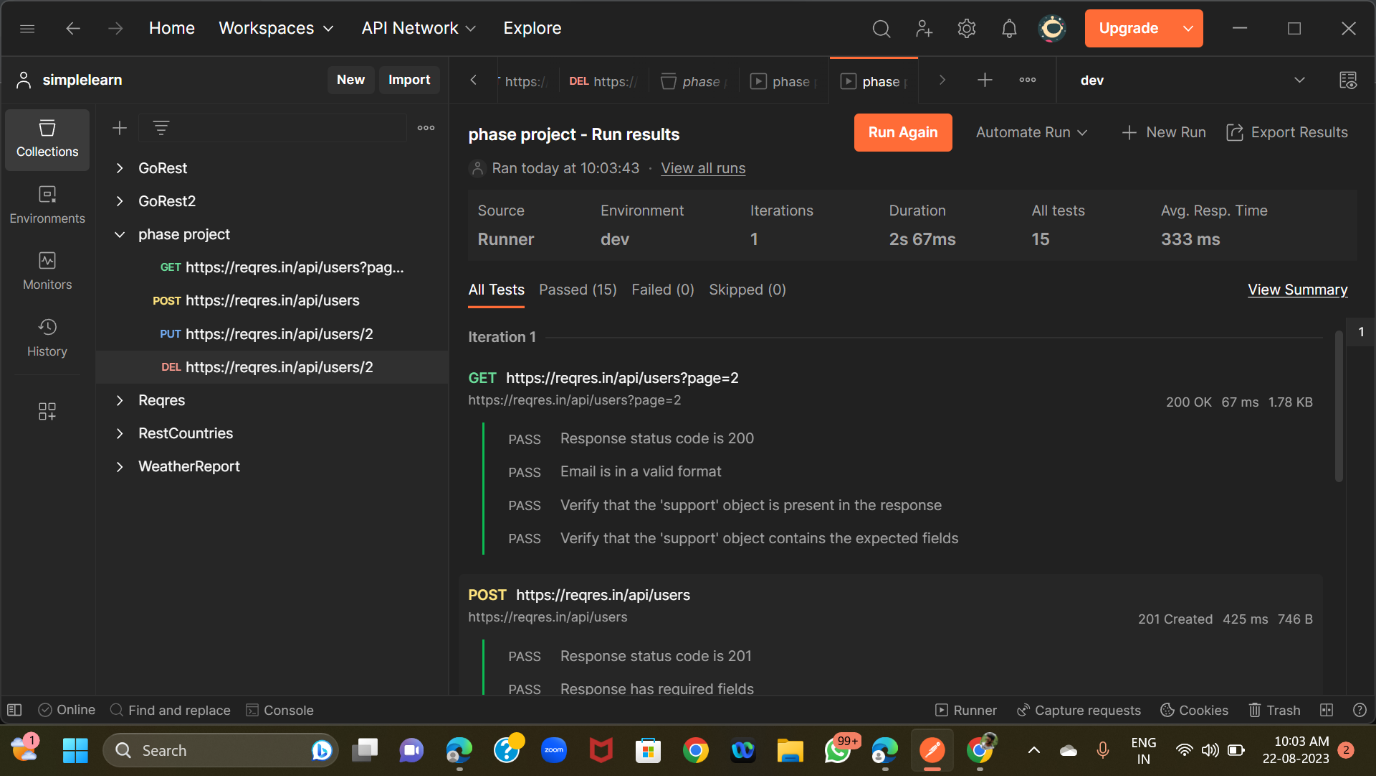 Home Workspaces API Network Explore Upgrade
simplelearn New Import https:/ DEL https:/ phase phase phase dev
Collections
Environments
Monitors
History
GoRest
GoRest2
phase project
GET https://reqres.in/api/users?pag...
POST https://reqres.in/api/users
PUT https://reqres.in/api/users/2
DEL https://reqres.in/api/users/2
Reqres
RestCountries
WeatherReport
phase project - Run results Run Again Automate Run New Run Export Results
Ran today at 10:03:43 · View all runs
Source Environment Iterations Duration All tests Avg. Resp. Time
Runner dev 1 2s 67ms 15 333 ms
All Tests Passed (15) Failed (0) Skipped (0) View Summary
Iteration 1
1
GET https://reqres.in/api/users?page=2
https://reqres.in/api/users?page=2 200 OK 67 ms 1.78 KB
PASS Response status code is 200
PASS Email is in a valid format
PASS Verify that the 'support' object is present in the response
PASS Verify that the 'support' object contains the expected fields
POST https://reqres.in/api/users
https://reqres.in/api/users 201 Created 425 ms 746 B
PASS Response status code is 201
PASS Response has required fields
Online Find and replace Console Runner Capture requests Cookies Trash
1 Search zoom 99+ ENG 10:03 AM
IN 22-08-2023 2